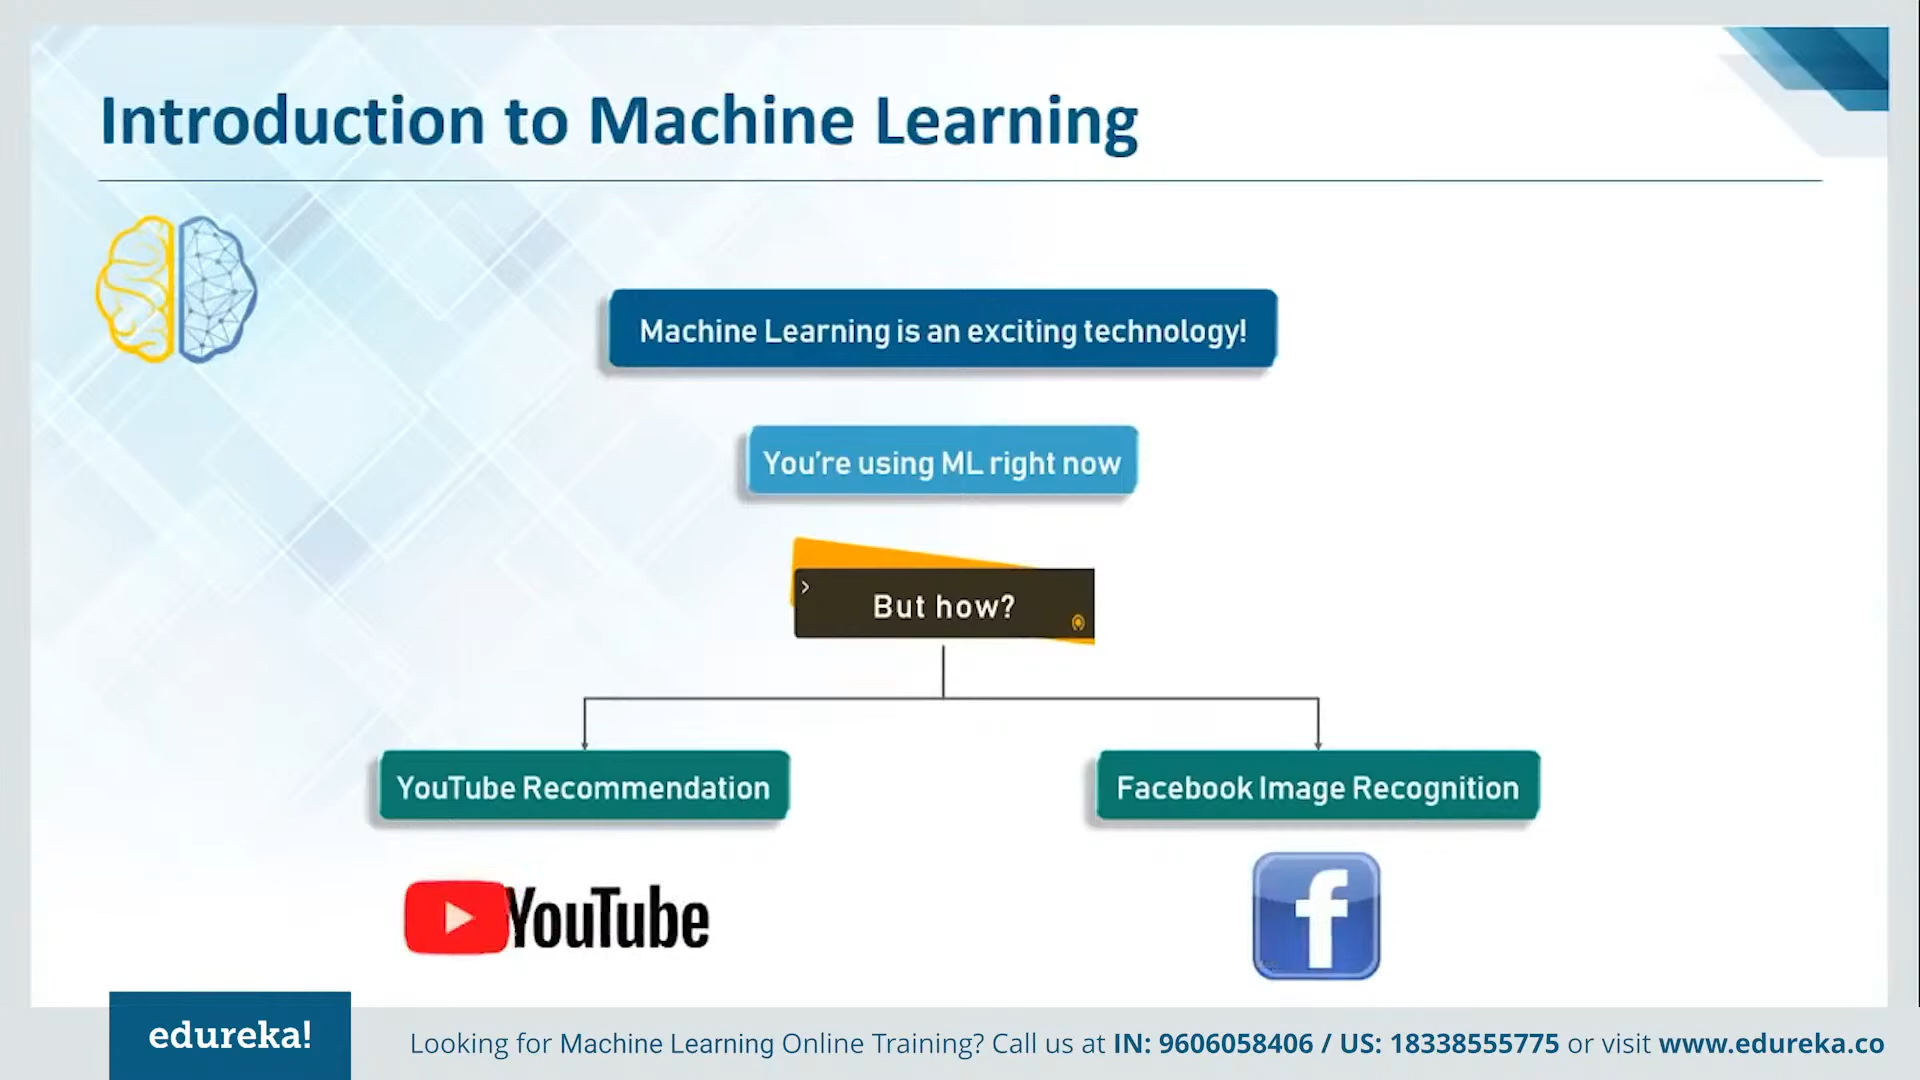 Introduction to Machine Learning
Machine Learning is an exciting technology!
You're using ML right now
But how?
YouTube Recommendation
Facebook Image Recognition
YouTube
f
edureka!
Looking for Machine Learning Online Training? Call us at IN: 9606058406 / US: 18338555775 or visit www.edureka.co